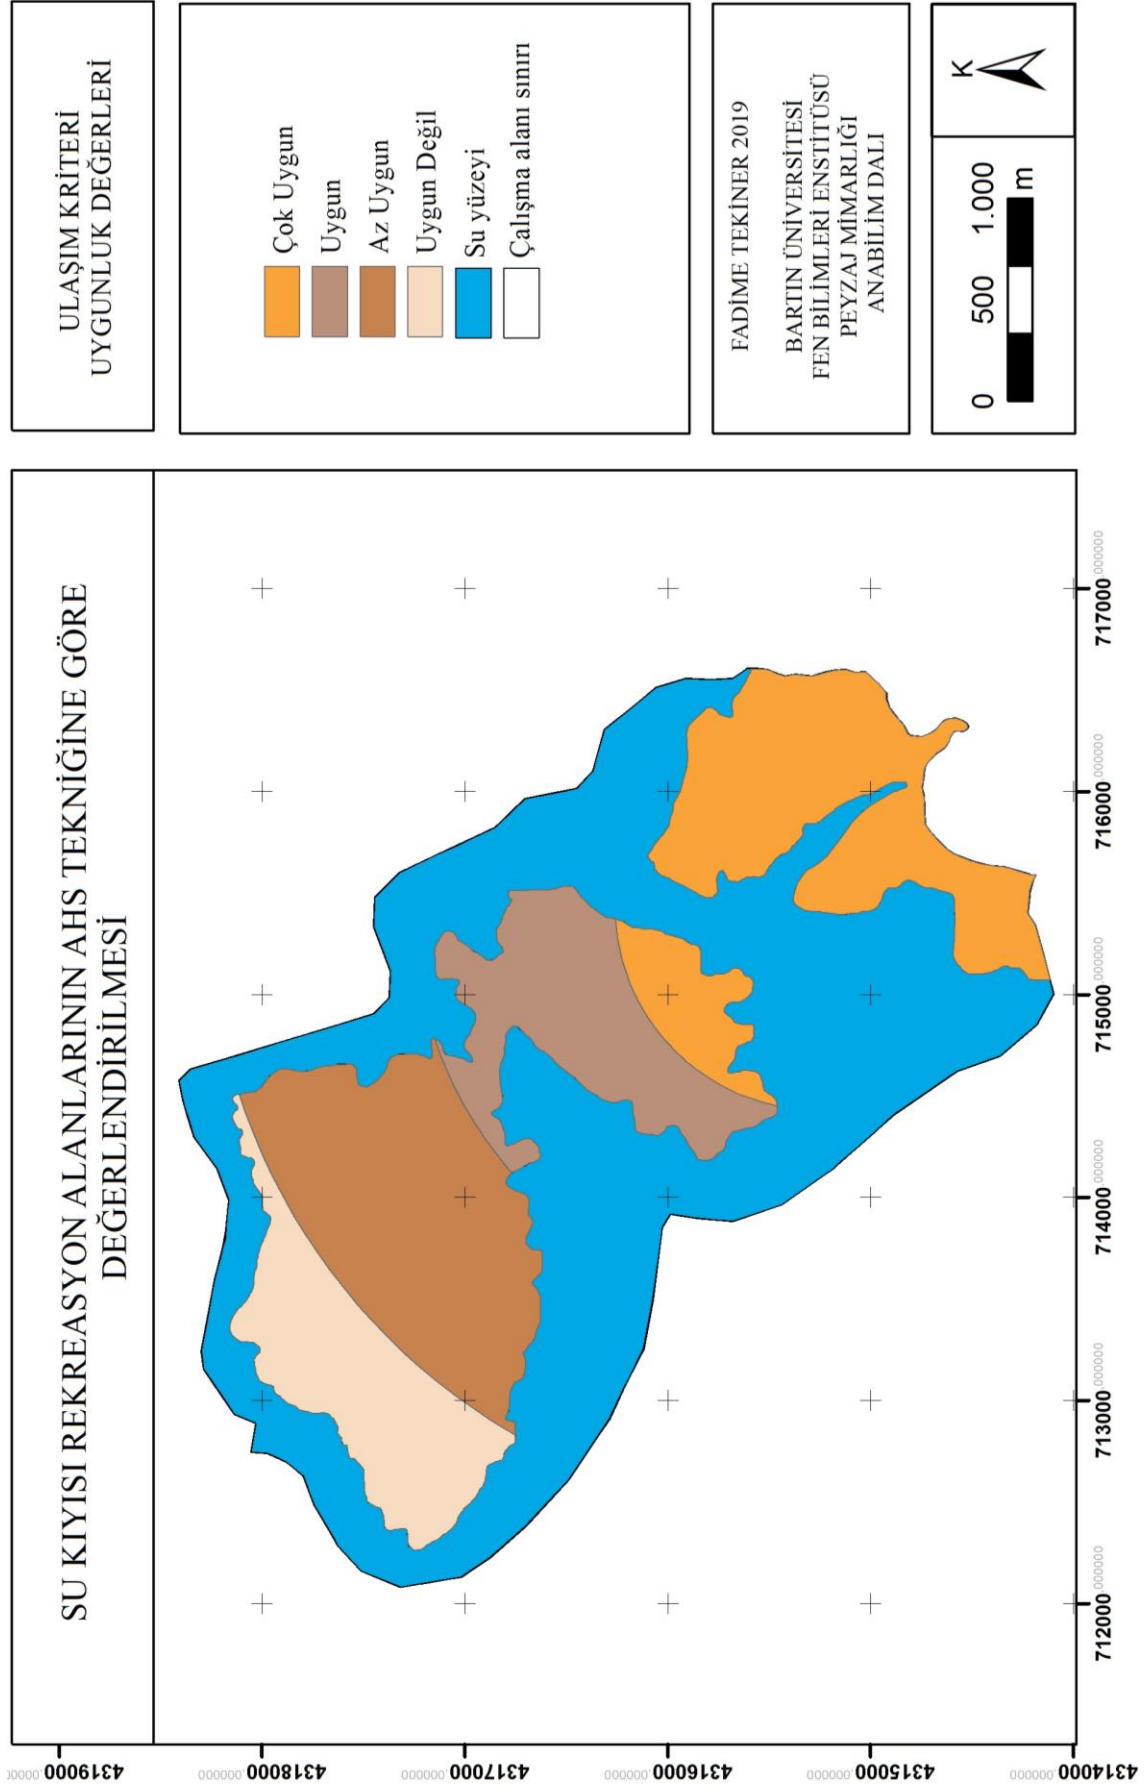 SU KIYISI REKREASYON ALANLARININ AHS TEKNİĞİNE GÖRE
DEĞERLENDİRİLMESİ
ULAŞIM KRİTERİ
UYGUNLUK DEĞERLERİ
Çok Uygun
Uygun
Az Uygun
Uygun Değil
Su yüzeyi
Çalışma alanı sınırı
FADİME TEKİNER 2019
BARTIN ÜNİVERSİTESİ
FEN BİLİMLERİ ENSTİTÜSÜ
PEYZAJ MİMARLIĞI
ANABİLİM DALI
0 500 1.000
m
K
4319000.000000
4318000.000000
4317000.000000
4316000.000000
4315000.000000
4314000.000000
712000.000000
713000.000000
714000.000000
715000.000000
716000.000000
717000.000000